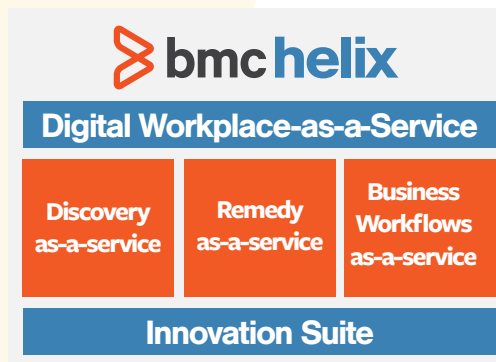 bmc helix
Digital Workplace-as-a-Service
Discovery
as-a-service
Remedy
as-a-service
Business
Workflows
as-a-service
Innovation Suite